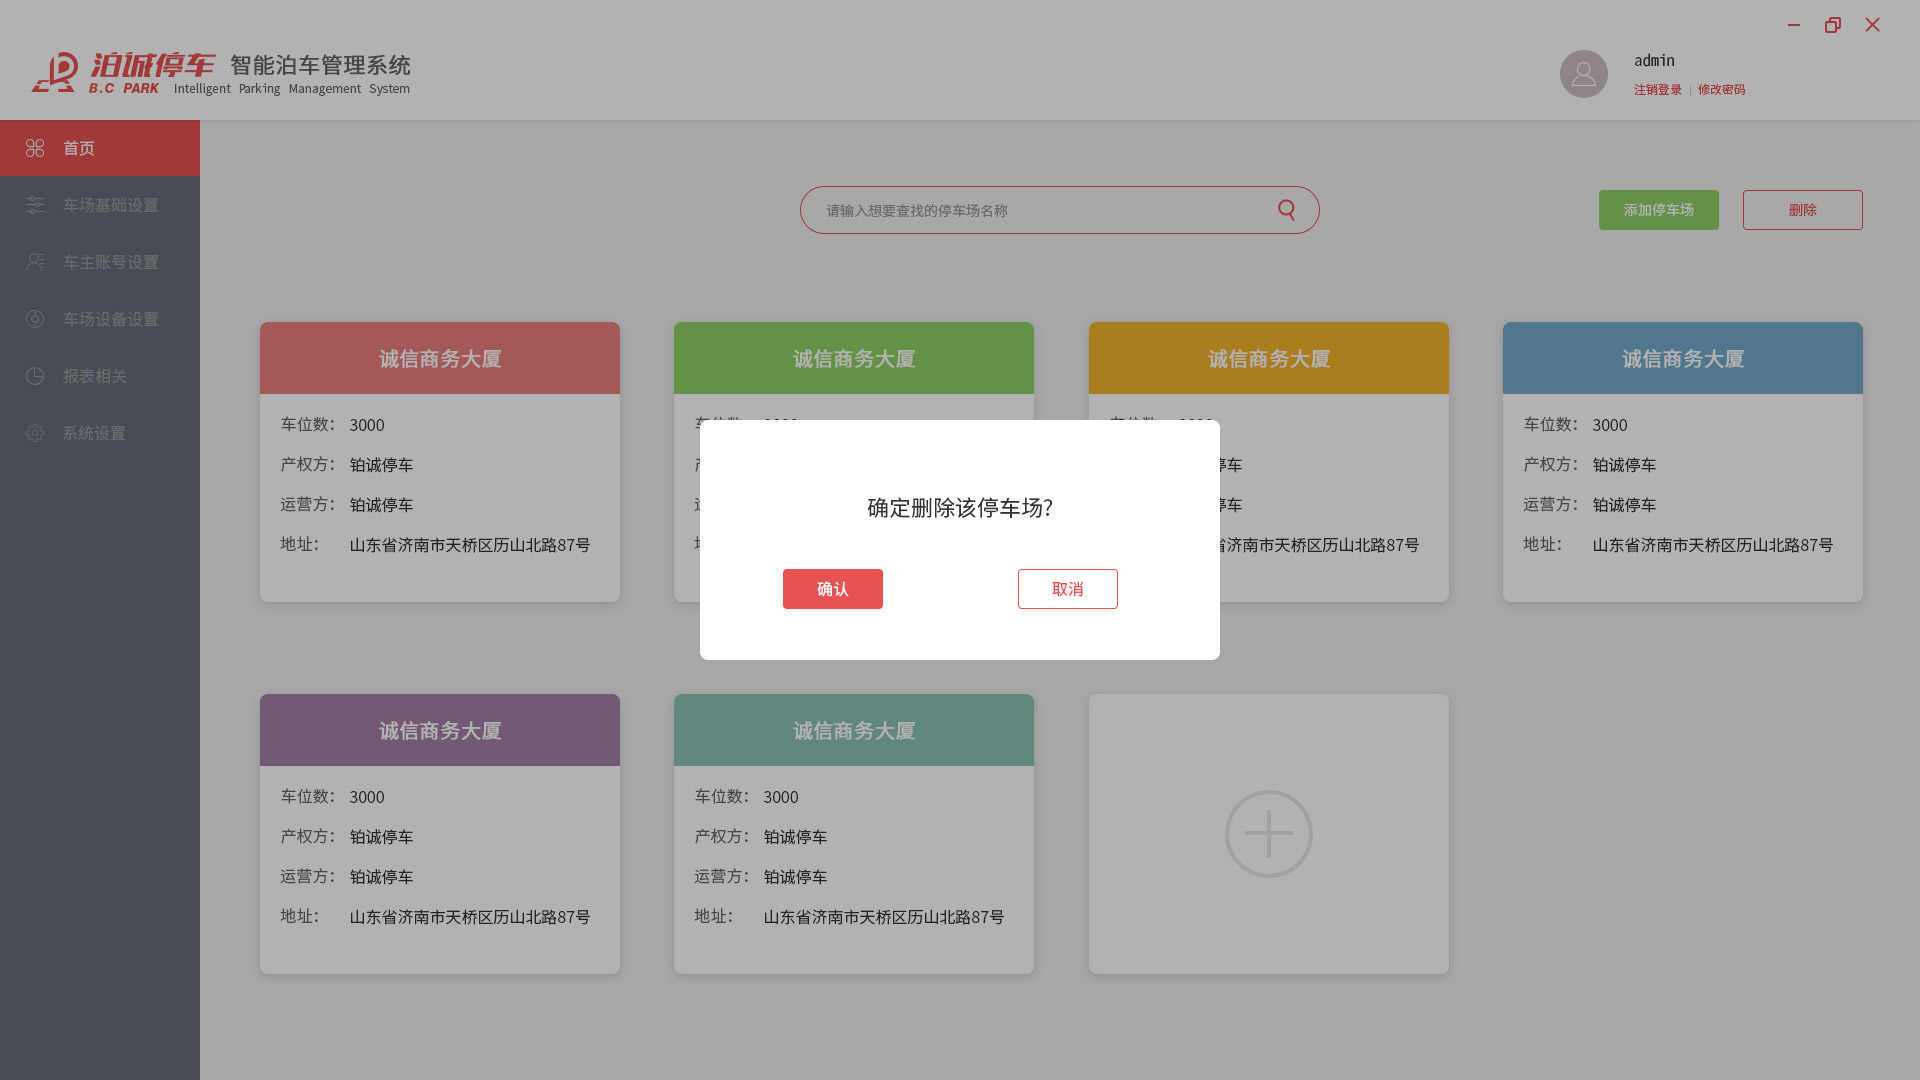 泊诚停车 智能泊车管理系统
B.C PARK Intelligent Parking Management System
admin
注销登录 | 修改密码
首页
车场基础设置
车主账号设置
车场设备设置
报表相关
系统设置
请输入想要查找的停车场名称
添加停车场
删除
诚信商务大厦
车位数： 3000
产权方： 铂诚停车
运营方： 铂诚停车
地址： 山东省济南市天桥区历山北路87号
诚信商务大厦
诚信商务大厦
停车
停车
省济南市天桥区历山北路87号
诚信商务大厦
车位数： 3000
产权方： 铂诚停车
运营方： 铂诚停车
地址： 山东省济南市天桥区历山北路87号
确定删除该停车场?
确认
取消
诚信商务大厦
车位数： 3000
产权方： 铂诚停车
运营方： 铂诚停车
地址： 山东省济南市天桥区历山北路87号
诚信商务大厦
车位数： 3000
产权方： 铂诚停车
运营方： 铂诚停车
地址： 山东省济南市天桥区历山北路87号